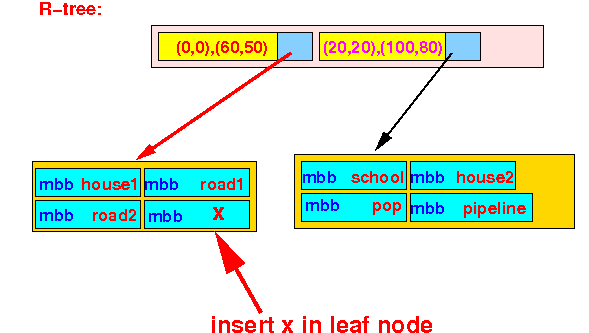 R-tree:
(0,0),(60,50) (20,20),(100,80)
mbb house1 mbb road1
mbb road2 mbb X
mbb school mbb house2
mbb pop mbb pipeline
insert x in leaf node